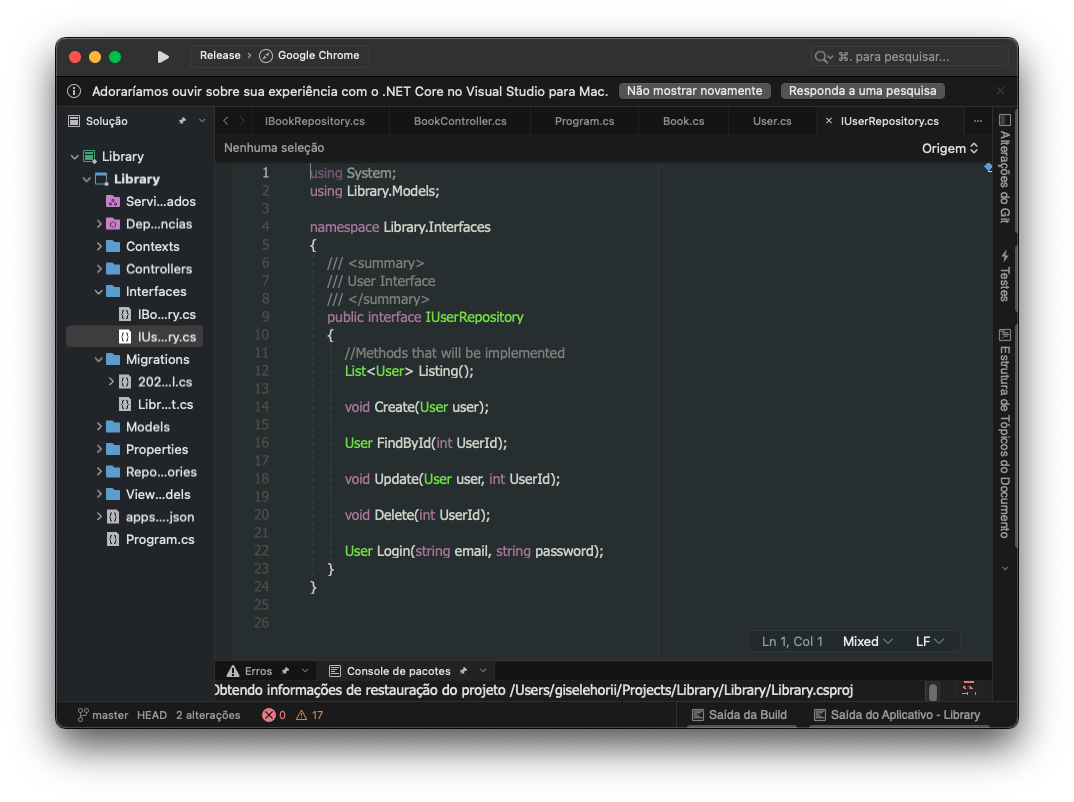 Release › Google Chrome
⌘. para pesquisar...
Adoraríamos ouvir sobre sua experiência com o .NET Core no Visual Studio para Mac. Não mostrar novamente Responda a uma pesquisa
Solução
Library
Library
Servi...ados
Dep...ncias
Contexts
Controllers
Interfaces
IBo...ry.cs
IUs...ry.cs
Migrations
202...l.cs
Libr...t.cs
Models
Properties
Repo...ories
View...dels
apps....json
Program.cs
IBookRepository.cs BookController.cs Program.cs Book.cs User.cs IUserRepository.cs ...
Nenhuma seleção Origem
1 using System;
2 using Library.Models;
3
4 namespace Library.Interfaces
5 {
6 /// <summary>
7 /// User Interface
8 /// </summary>
9 public interface IUserRepository
10 {
11 //Methods that will be implemented
12 List<User> Listing();
13
14 void Create(User user);
15
16 User FindById(int UserId);
17
18 void Update(User user, int UserId);
19
20 void Delete(int UserId);
21
22 User Login(string email, string password);
23 }
24 }
25
26
Ln 1, Col 1 Mixed LF
Alterações do Git
Testes
Estrutura de Tópicos do Documento
Erros Console de pacotes
Obtendo informações de restauração do projeto /Users/giselehorii/Projects/Library/Library/Library.csproj
master HEAD 2 alterações 0 17 Saída da Build Saída do Aplicativo - Library